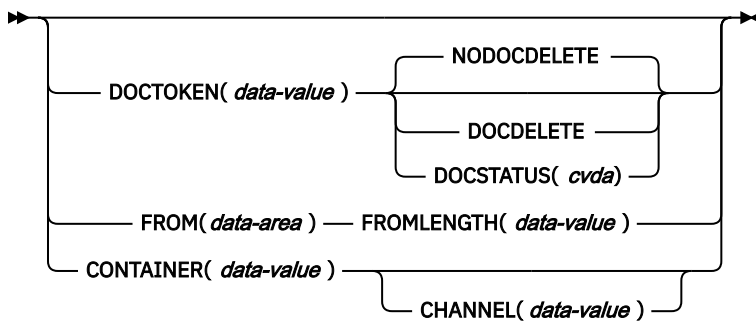 NODOCDELETE
DOCTOKEN( data-value )
DOCDELETE
DOCSTATUS( cvda)
FROM(data-area) FROMLENGTH( data-value )
CONTAINER( data-value )
CHANNEL( data-value )